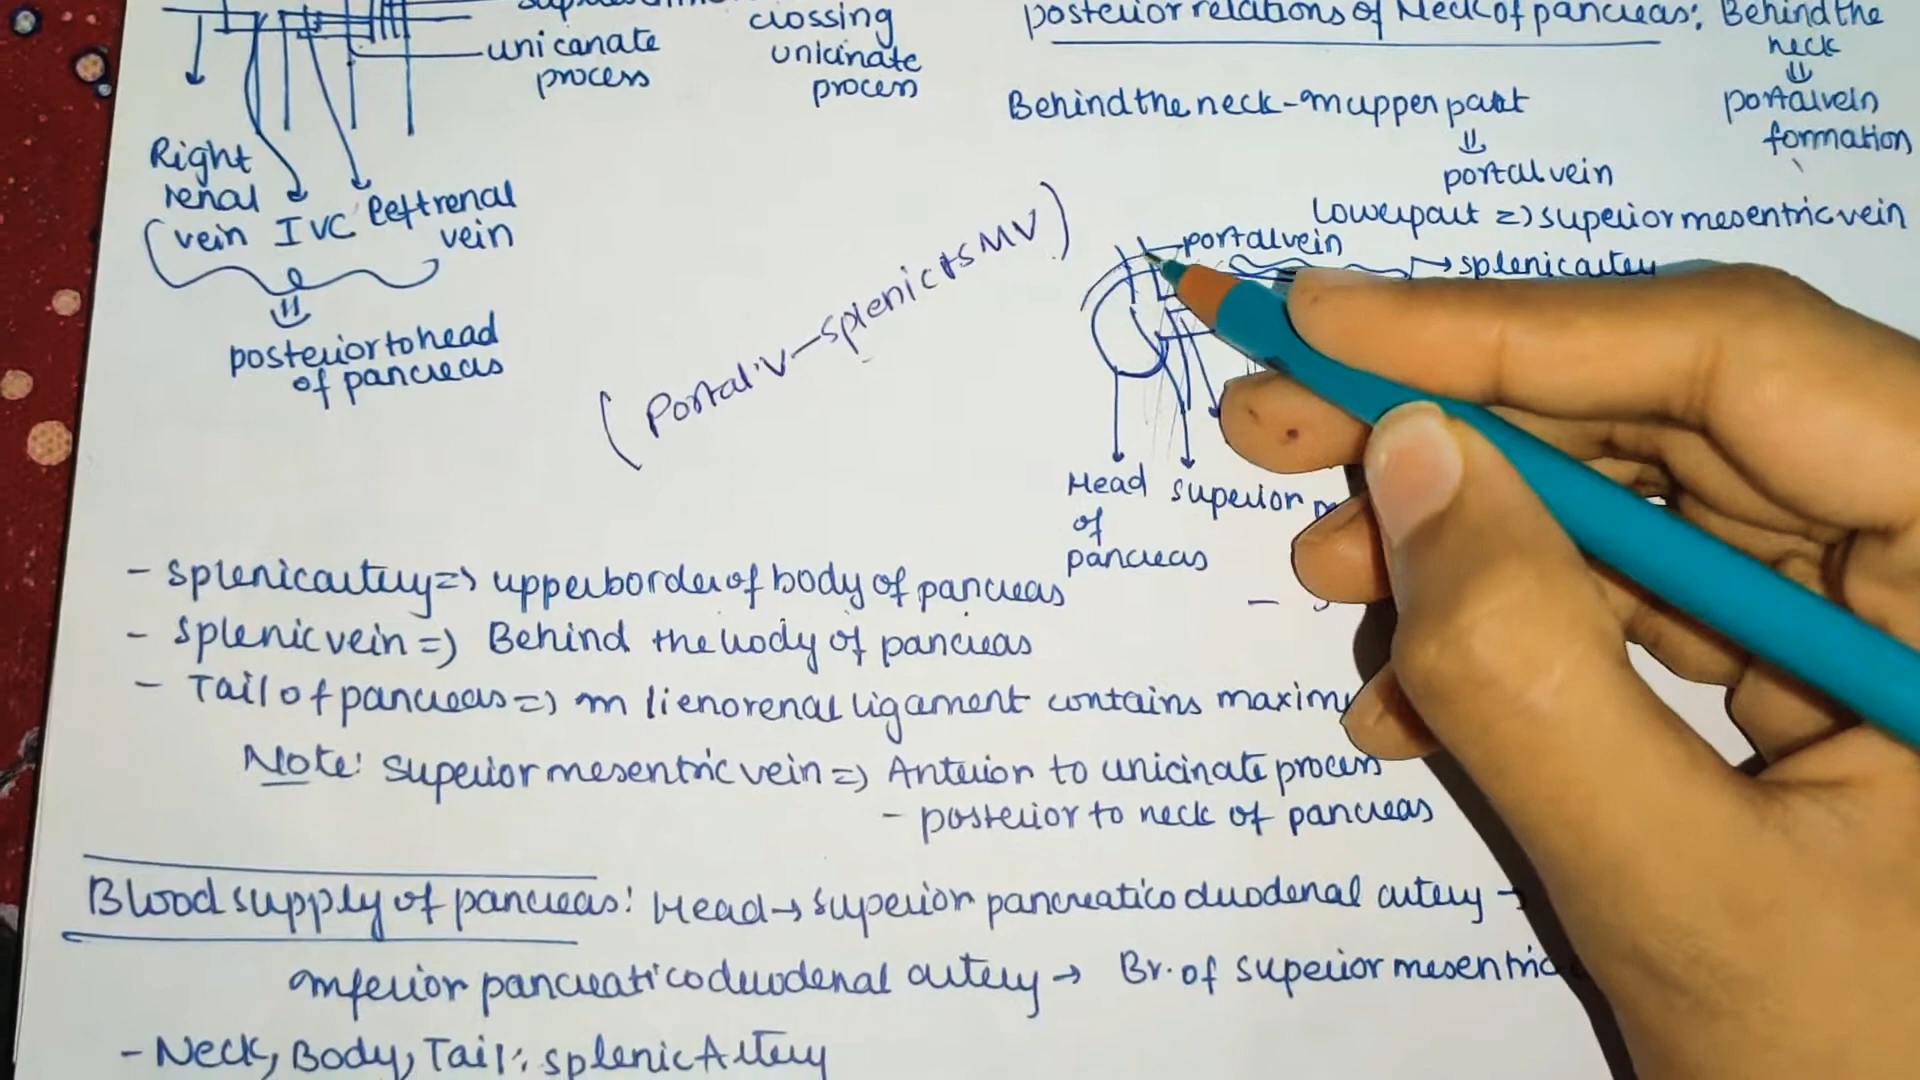 unicanate
process
crossing
unicinate
process
Right
renal
vein IVC left renal
vein
posterior to head
of pancreas
(Portal v - splenic + SMV)
posterior relations of Neck of pancreas: Behind the
neck
portal vein
formation
Behind the neck - in upper part
portal vein
Lower part => superior mesentric vein
portal vein
splenic artery
Head superior
of
pancreas
- splenic artery => upper border of body of pancreas
- splenic vein => Behind the body of pancreas
- Tail of pancreas => in lienorenal ligament contains
Note: superior mesentric vein => Anterior to unicinate process
- posterior to neck of pancreas
Blood supply of pancreas: Head → superior pancreatico duodenal artery →
inferior pancreaticoduodenal artery → Br. of superior mesentric
- Neck, Body, Tail: splenic Artery